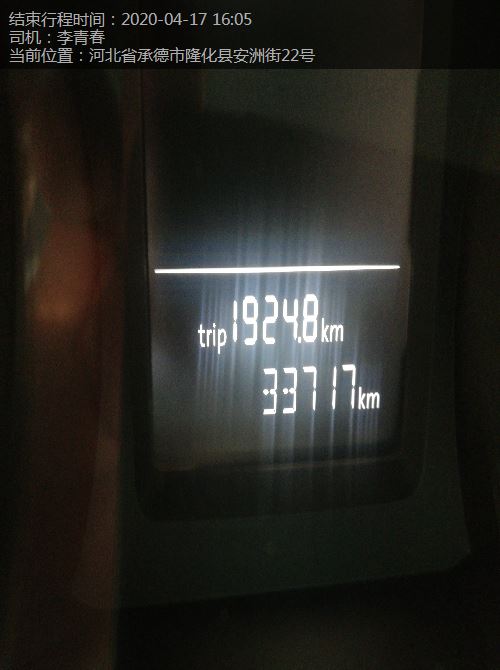 结束行程时间：2020-04-17 16:05
司机：李青春
当前位置：河北省承德市隆化县安洲街22号
trip 1924.8 km
33717 km